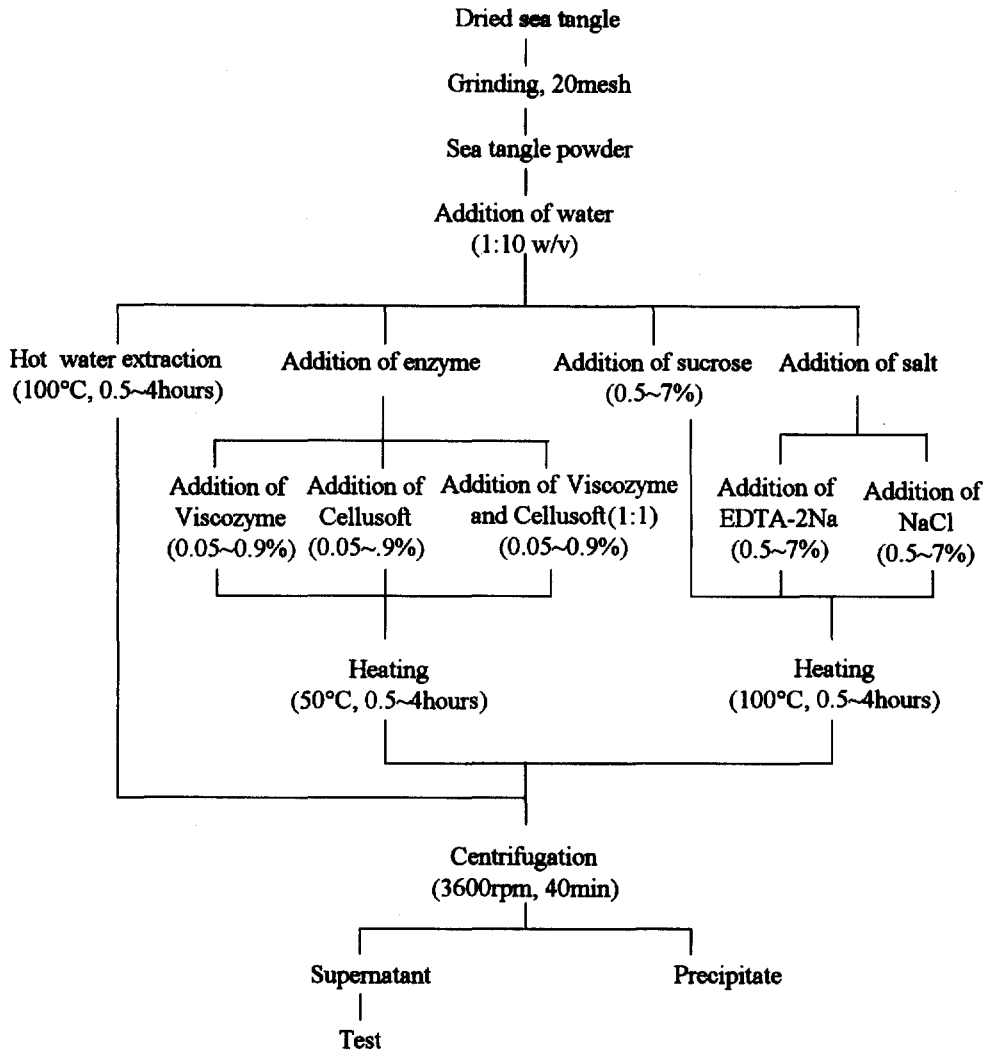 Dried sea tangle
Grinding, 20mesh
Sea tangle powder
Addition of water
(1:10 w/v)
Hot water extraction
(100°C, 0.5~4hours)
Addition of enzyme
Addition of sucrose
(0.5~7%)
Addition of salt
Addition of
Viscozyme
(0.05~0.9%)
Addition of
Cellusoft
(0.05~.9%)
Addition of Viscozyme
and Cellusoft(1:1)
(0.05~0.9%)
Addition of
EDTA-2Na
(0.5~7%)
Addition of
NaCl
(0.5~7%)
Heating
(50°C, 0.5~4hours)
Heating
(100°C, 0.5~4hours)
Centrifugation
(3600rpm, 40min)
Supernatant
Precipitate
Test